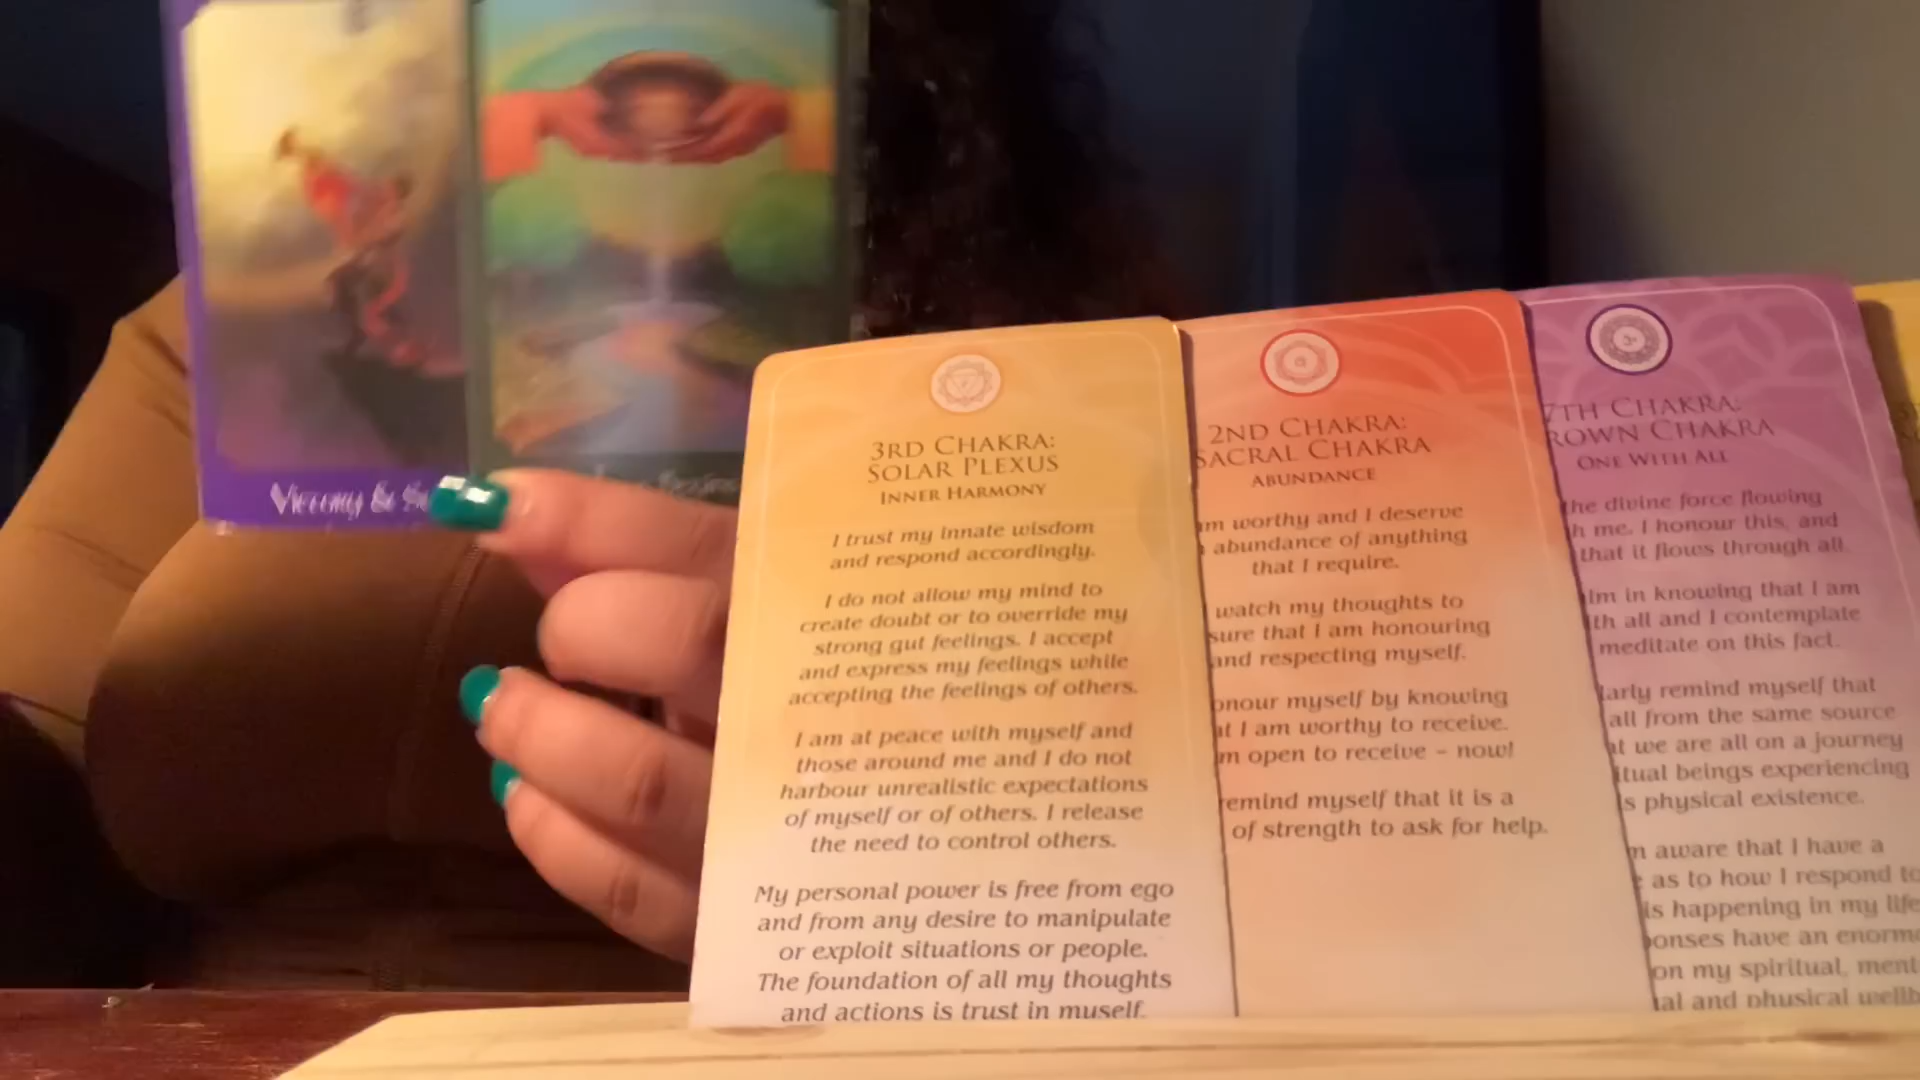 3RD CHAKRA:
SOLAR PLEXUS
INNER HARMONY
I trust my innate wisdom
and respond accordingly.
I do not allow my mind to
create doubt or to override my
strong gut feelings. I accept
and express my feelings while
accepting the feelings of others.
I am at peace with myself and
those around me and I do not
harbour unrealistic expectations
of myself or of others. I release
the need to control others.
My personal power is free from ego
and from any desire to manipulate
or exploit situations or people.
The foundation of all my thoughts
and actions is trust in myself.
2ND CHAKRA:
SACRAL CHAKRA
ABUNDANCE
am worthy and I deserve
abundance of anything
that I require.
watch my thoughts to
sure that I am honouring
and respecting myself.
onour myself by knowing
at I am worthy to receive.
m open to receive – now!
remind myself that it is a
of strength to ask for help.
7TH CHAKRA:
ROWN CHAKRA
ONE WITH ALL
the divine force flowing
h me. I honour this, and
that it flows through all.
lm in knowing that I am
th all and I contemplate
meditate on this fact.
larly remind myself that
all from the same source
at we are all on a journey
itual beings experiencing
is physical existence.
m aware that I have a
as to how I respond to
is happening in my life
onses have an enorm
on my spiritual, ment
al and physical wellb